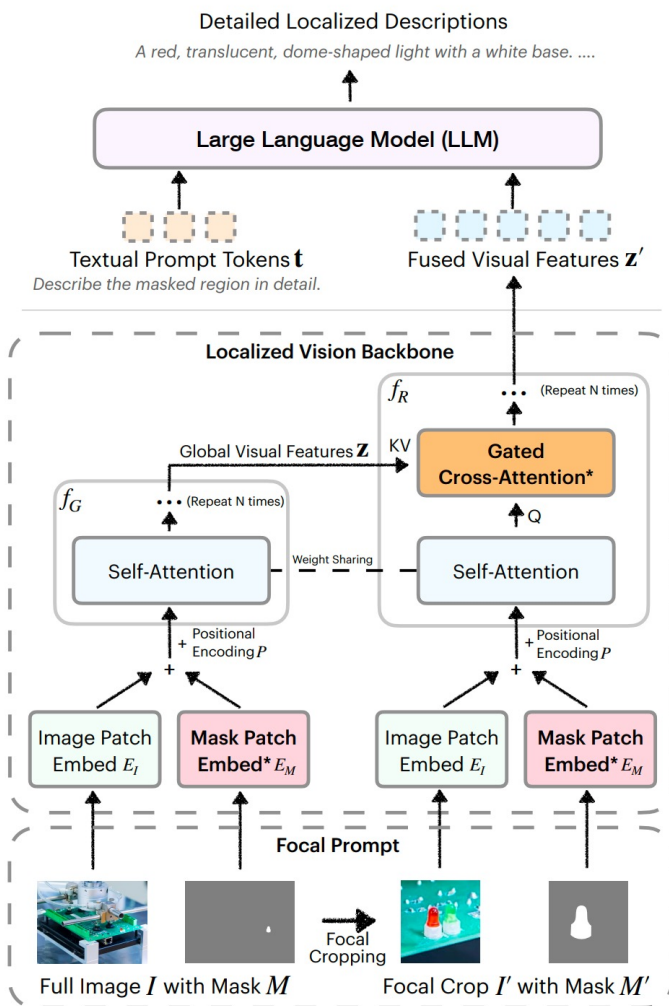 Detailed Localized Descriptions
A red, translucent, dome-shaped light with a white base. ....
Large Language Model (LLM)
Textual Prompt Tokens t
Describe the masked region in detail.
Fused Visual Features z′
Localized Vision Backbone
f_R
••• (Repeat N times)
Global Visual Features z
KV
Gated
Cross-Attention*
f_G
••• (Repeat N times)
Q
Self-Attention
Weight Sharing
Self-Attention
+ Positional
Encoding P
+
+ Positional
Encoding P
+
Image Patch
Embed E_I
Mask Patch
Embed* E_M
Image Patch
Embed E_I
Mask Patch
Embed* E_M
Focal Prompt
Focal
Cropping
Full Image I with Mask M
Focal Crop I′ with Mask M′